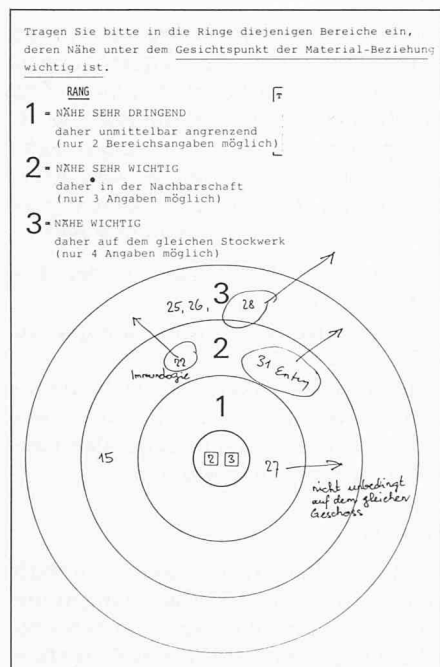 Tragen Sie bitte in die Ringe diejenigen Bereiche ein,
deren Nähe unter dem Gesichtspunkt der Material-Beziehung
wichtig ist.
RANG
1 = NÄHE SEHR DRINGEND
daher unmittelbar angrenzend
(nur 2 Bereichsangaben möglich)
2 = NÄHE SEHR WICHTIG
daher in der Nachbarschaft
(nur 3 Angaben möglich)
3 = NÄHE WICHTIG
daher auf dem gleichen Stockwerk
(nur 4 Angaben möglich)
3
25, 26, 28
2
22
Immunologie
31
1
15
2 3
27
nicht unbedingt
auf dem gleichen
Geschoss